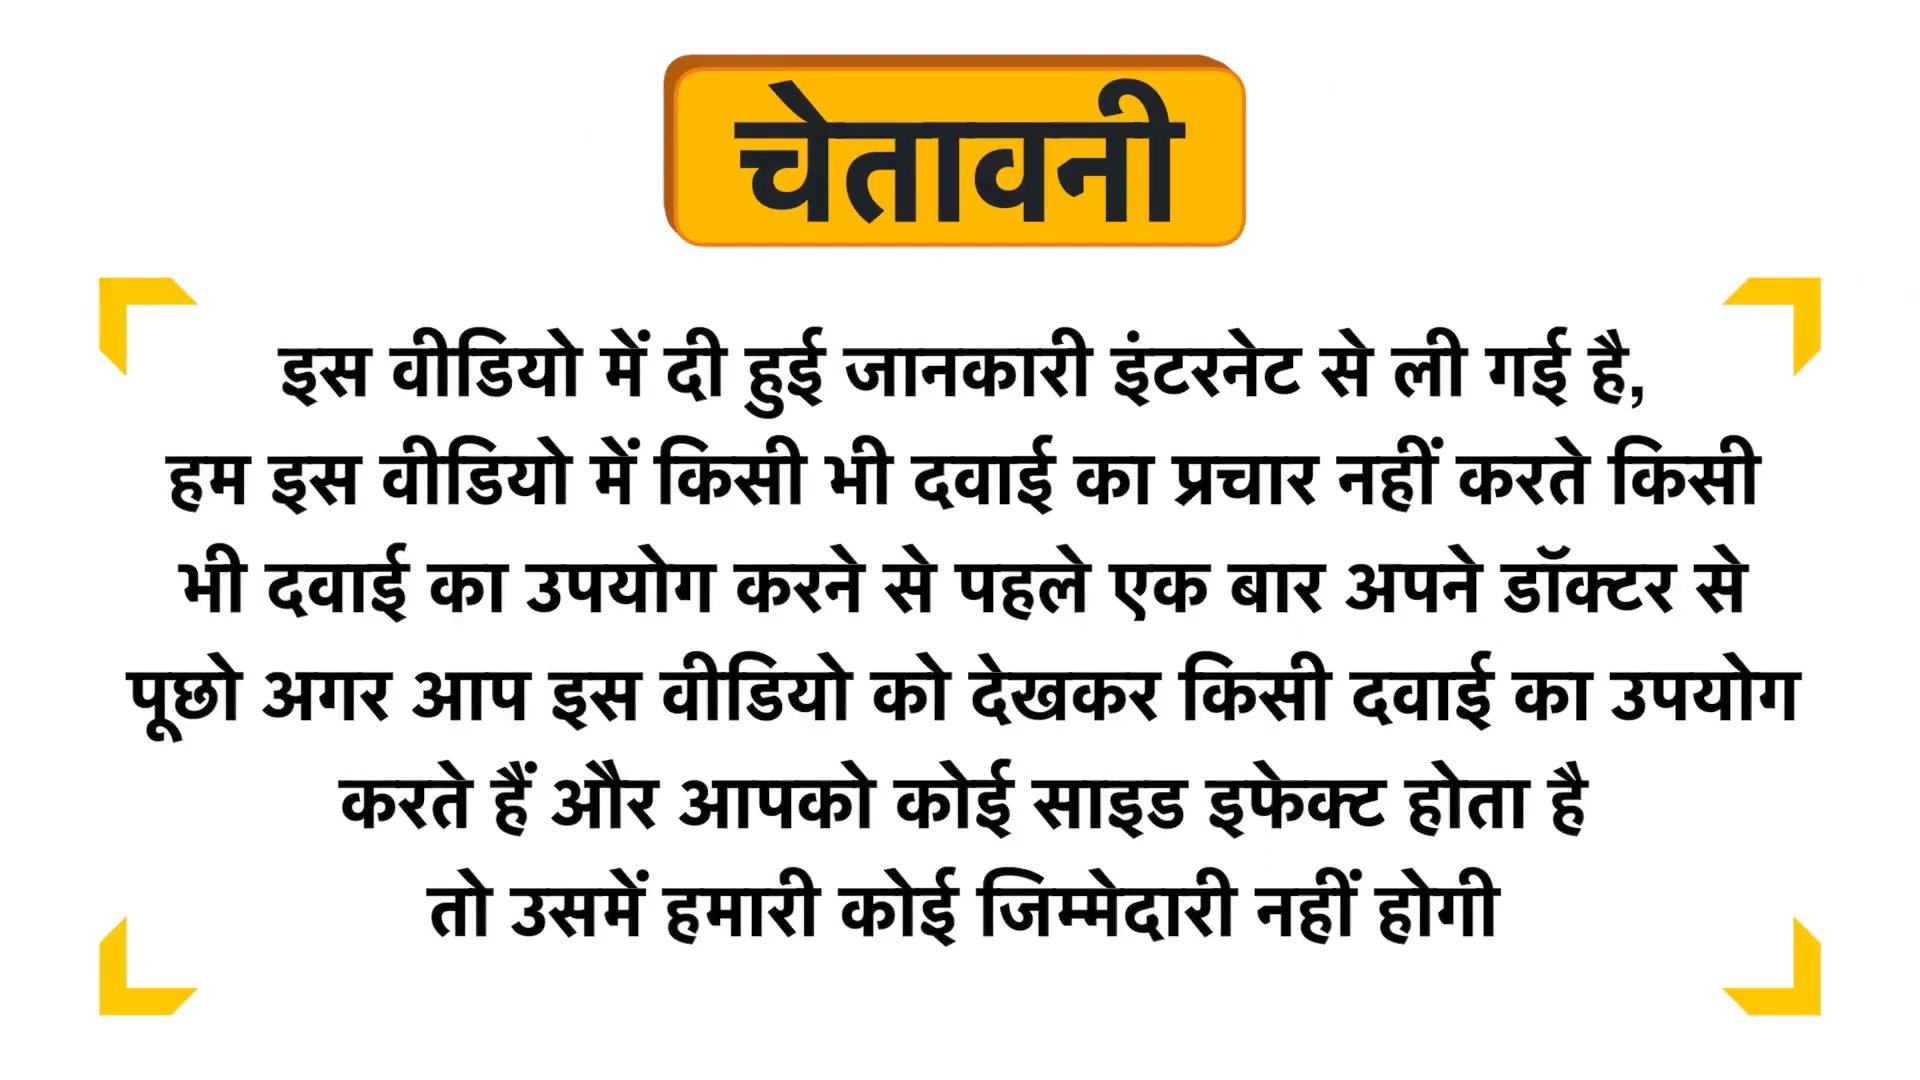 चेतावनी
इस वीडियो में दी हुई जानकारी इंटरनेट से ली गई है,
हम इस वीडियो में किसी भी दवाई का प्रचार नहीं करते किसी
भी दवाई का उपयोग करने से पहले एक बार अपने डॉक्टर से
पूछो अगर आप इस वीडियो को देखकर किसी दवाई का उपयोग
करते हैं और आपको कोई साइड इफेक्ट होता है
तो उसमें हमारी कोई जिम्मेदारी नहीं होगी